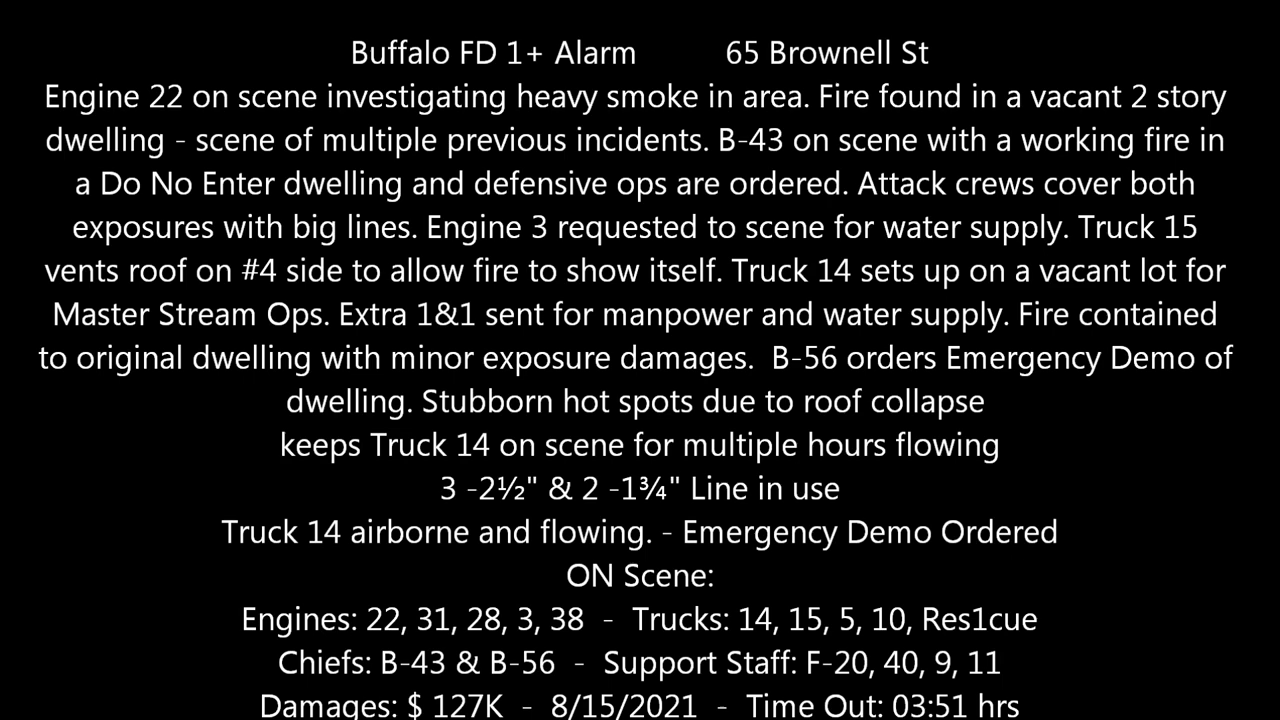 Buffalo FD 1+ Alarm 65 Brownell St
Engine 22 on scene investigating heavy smoke in area. Fire found in a vacant 2 story
dwelling - scene of multiple previous incidents. B-43 on scene with a working fire in
a Do No Enter dwelling and defensive ops are ordered. Attack crews cover both
exposures with big lines. Engine 3 requested to scene for water supply. Truck 15
vents roof on #4 side to allow fire to show itself. Truck 14 sets up on a vacant lot for
Master Stream Ops. Extra 1&1 sent for manpower and water supply. Fire contained
to original dwelling with minor exposure damages. B-56 orders Emergency Demo of
dwelling. Stubborn hot spots due to roof collapse
keeps Truck 14 on scene for multiple hours flowing
3 -2½" & 2 -1¾" Line in use
Truck 14 airborne and flowing. - Emergency Demo Ordered
ON Scene:
Engines: 22, 31, 28, 3, 38 - Trucks: 14, 15, 5, 10, Res1cue
Chiefs: B-43 & B-56 - Support Staff: F-20, 40, 9, 11
Damages: $ 127K - 8/15/2021 - Time Out: 03:51 hrs